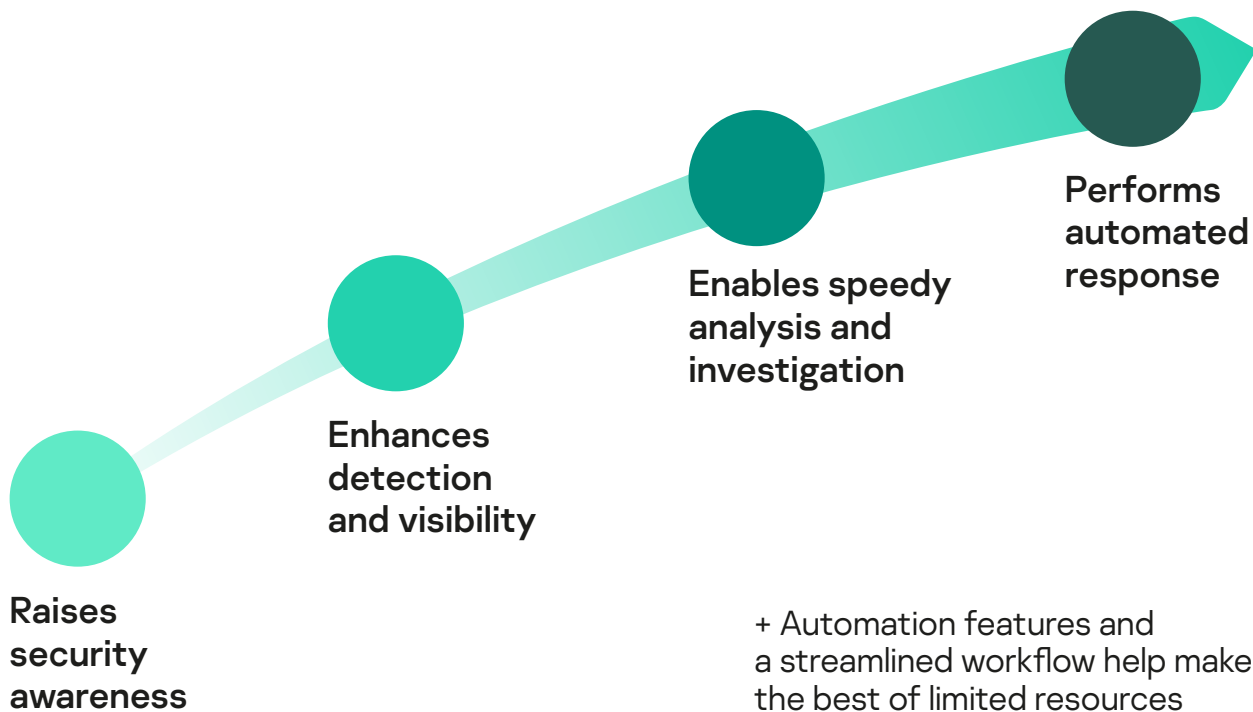 Raises
security
awareness
Enhances
detection
and visibility
Enables speedy
analysis and
investigation
Performs
automated
response
+ Automation features and
a streamlined workflow help make
the best of limited resources